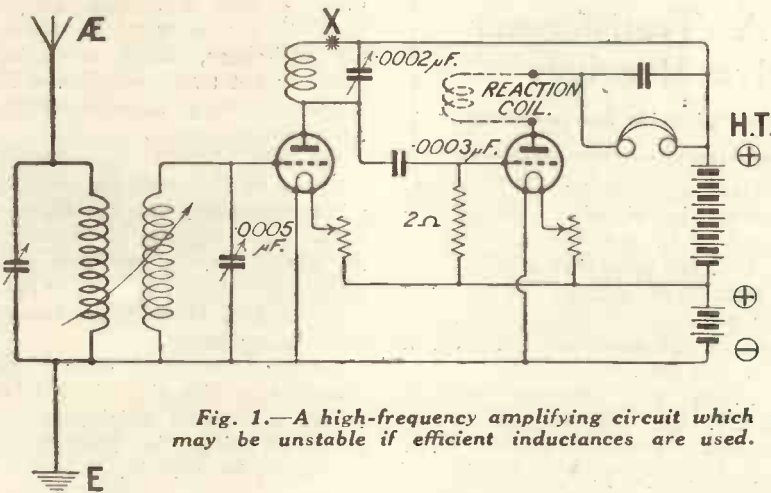 Æ
X
.0002µF.
REACTION
COIL.
H.T.
⊕
.0003µF.
.0005
µF.
2Ω
⊕
⊖
Fig. 1.—A high-frequency amplifying circuit which
may be unstable if efficient inductances are used.
E